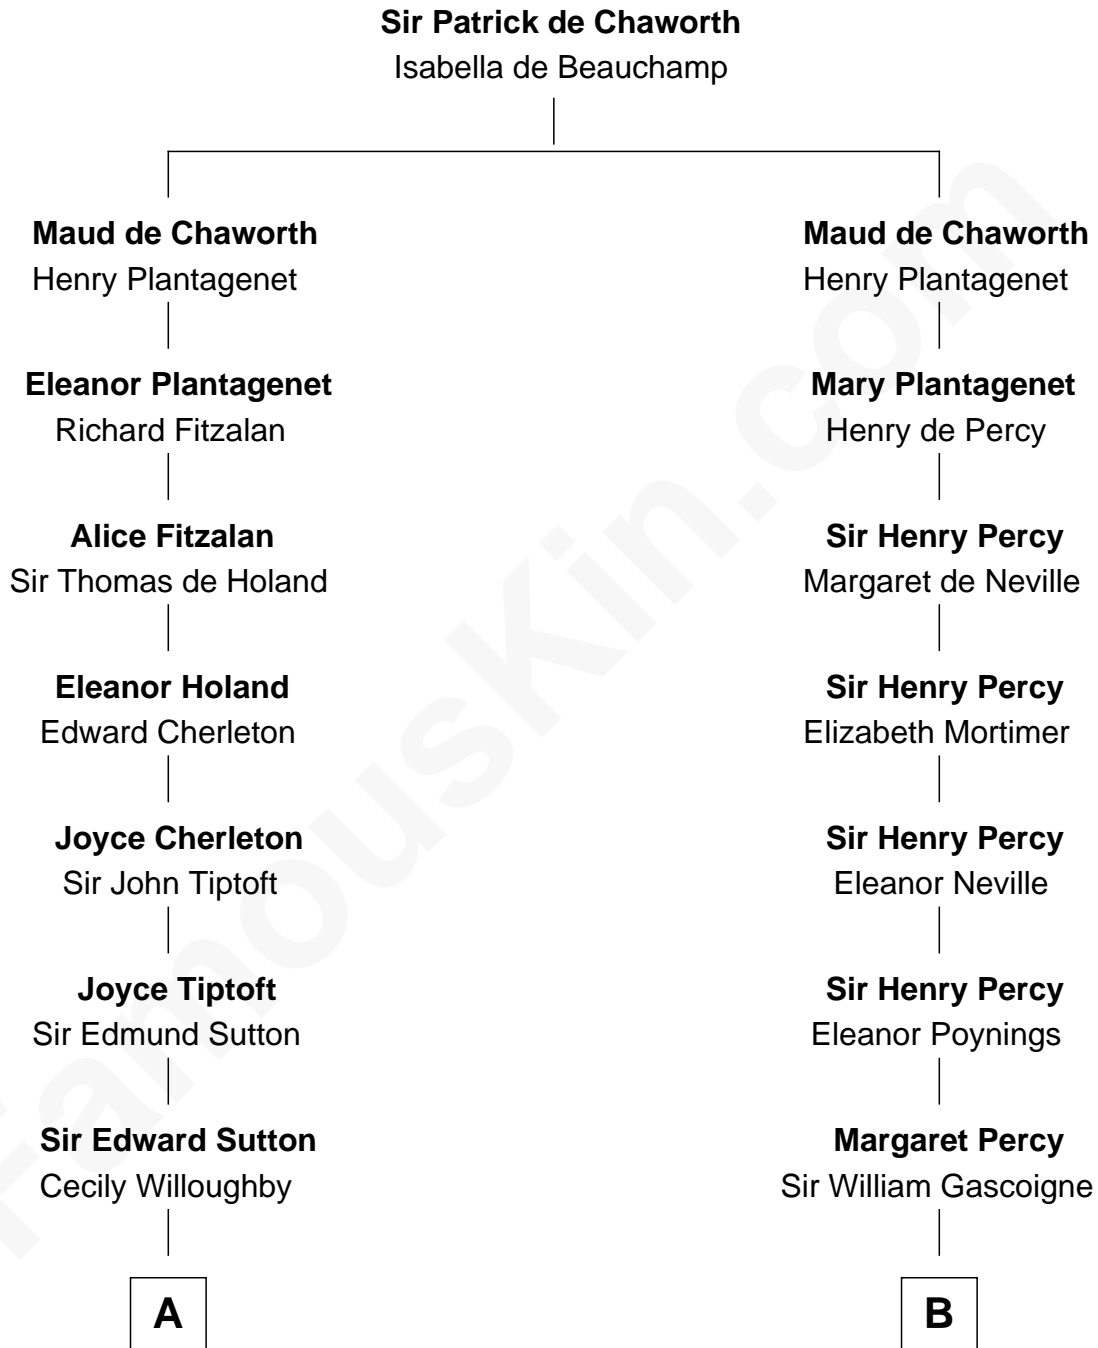 Sir Patrick de Chaworth
Isabella de Beauchamp
Maud de Chaworth
Henry Plantagenet
Eleanor Plantagenet
Richard Fitzalan
Alice Fitzalan
Sir Thomas de Holand
Eleanor Holand
Edward Cherleton
Joyce Cherleton
Sir John Tiptoft
Joyce Tiptoft
Sir Edmund Sutton
Sir Edward Sutton
Cecily Willoughby
A
Maud de Chaworth
Henry Plantagenet
Mary Plantagenet
Henry de Percy
Sir Henry Percy
Margaret de Neville
Sir Henry Percy
Elizabeth Mortimer
Sir Henry Percy
Eleanor Neville
Sir Henry Percy
Eleanor Poynings
Margaret Percy
Sir William Gascoigne
B
FamousKin.com